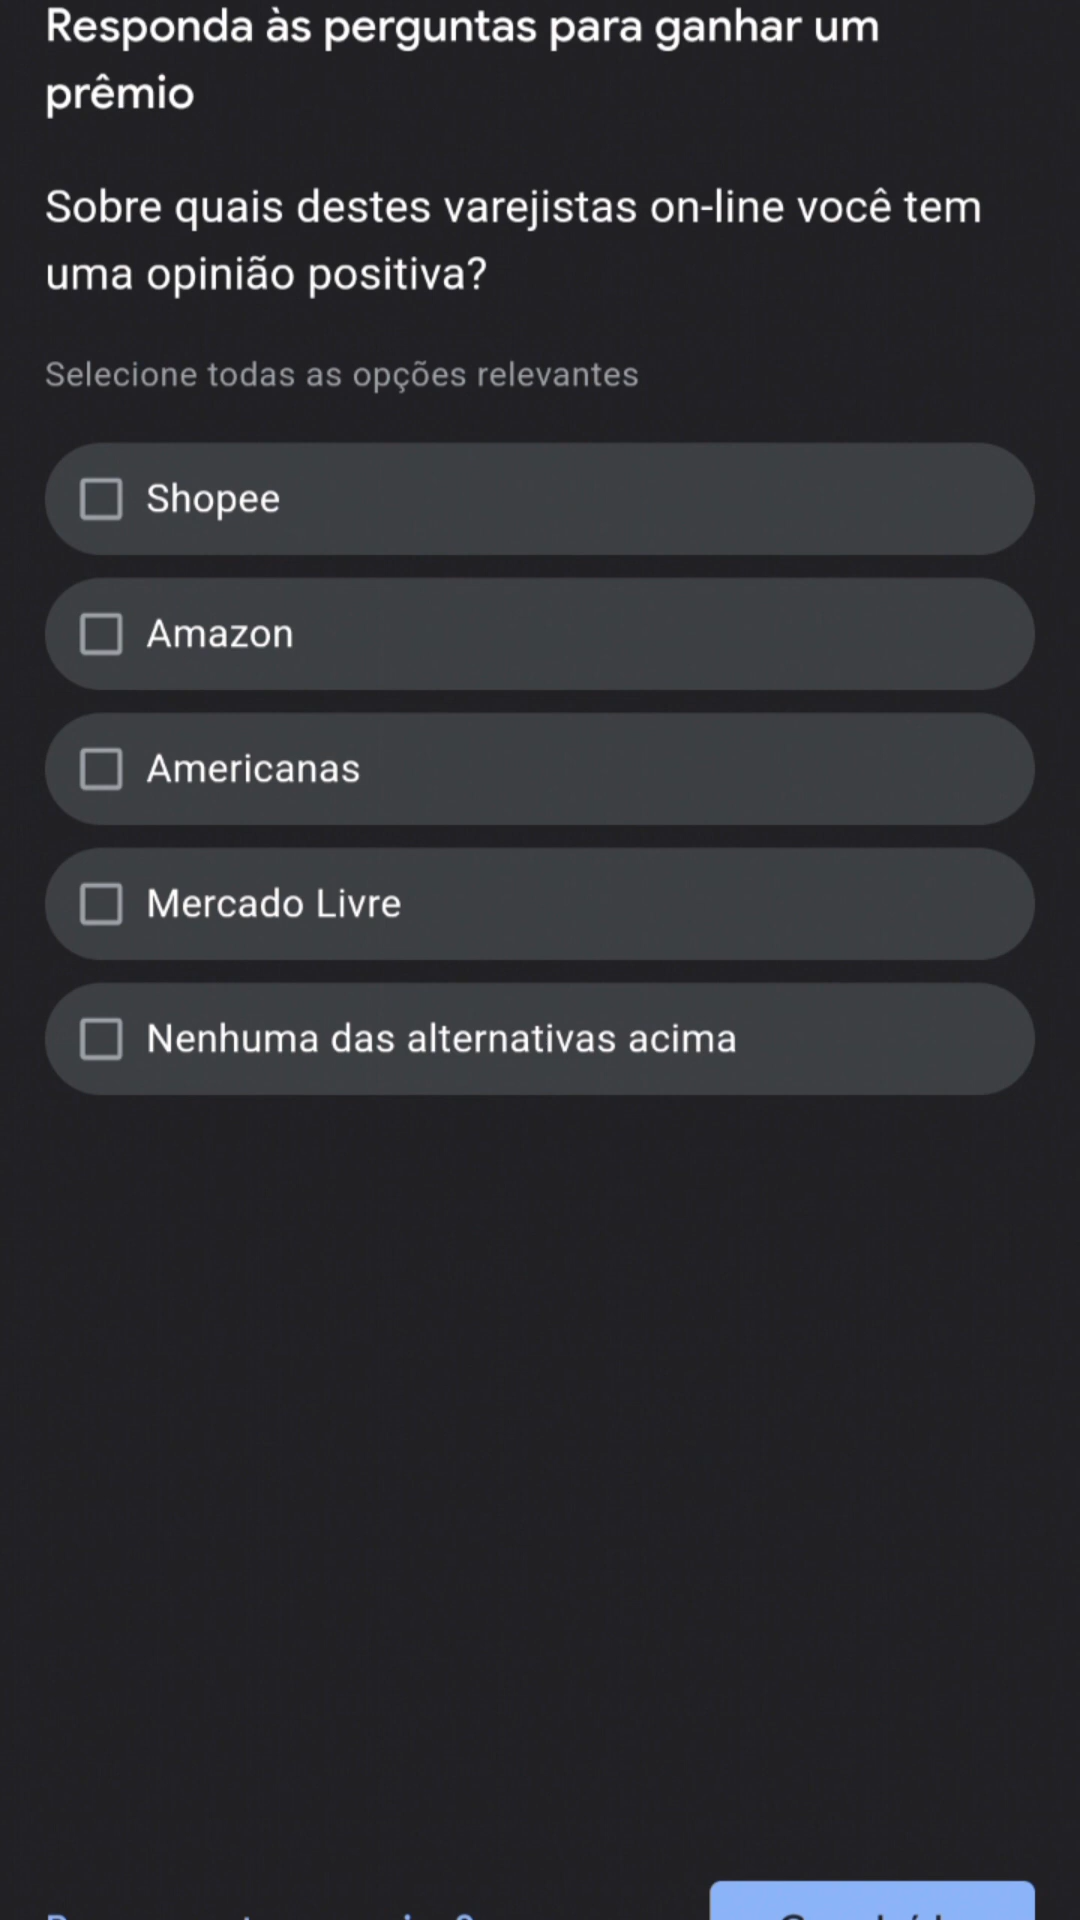 Responda às perguntas para ganhar um
prêmio
Sobre quais destes varejistas on-line você tem
uma opinião positiva?
Selecione todas as opções relevantes
Shopee
Amazon
Americanas
Mercado Livre
Nenhuma das alternativas acima